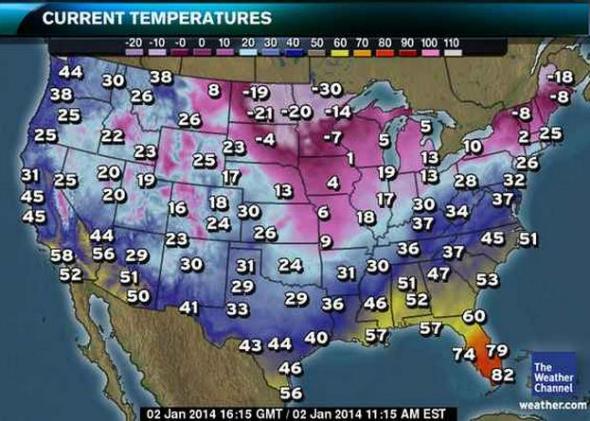 CURRENT TEMPERATURES
-20 -10 -0 0 10 20 30 40 50 60 70 80 90 100 110
44 30 38 8 -19 -30 -18
38 26 -8
25 26 -21 -20 -14 -8
25 22 23 -4 -7 5 5 2 25
23 25 1 13 10 26
31 25 20 19 17 13 4 19 13 28 32
45 20 16 18 30 6 18 17 30 34 37
45 24 37
44 23 26 9 36 45 51
58 56 29 30 31 24 31 30 37
52 51 29 51 47 53
50 41 33 29 36 46 52
60
43 44 40 57 57
74 79
46 82
56
The
Weather
Channel
weather.com
02 Jan 2014 16:15 GMT / 02 Jan 2014 11:15 AM EST